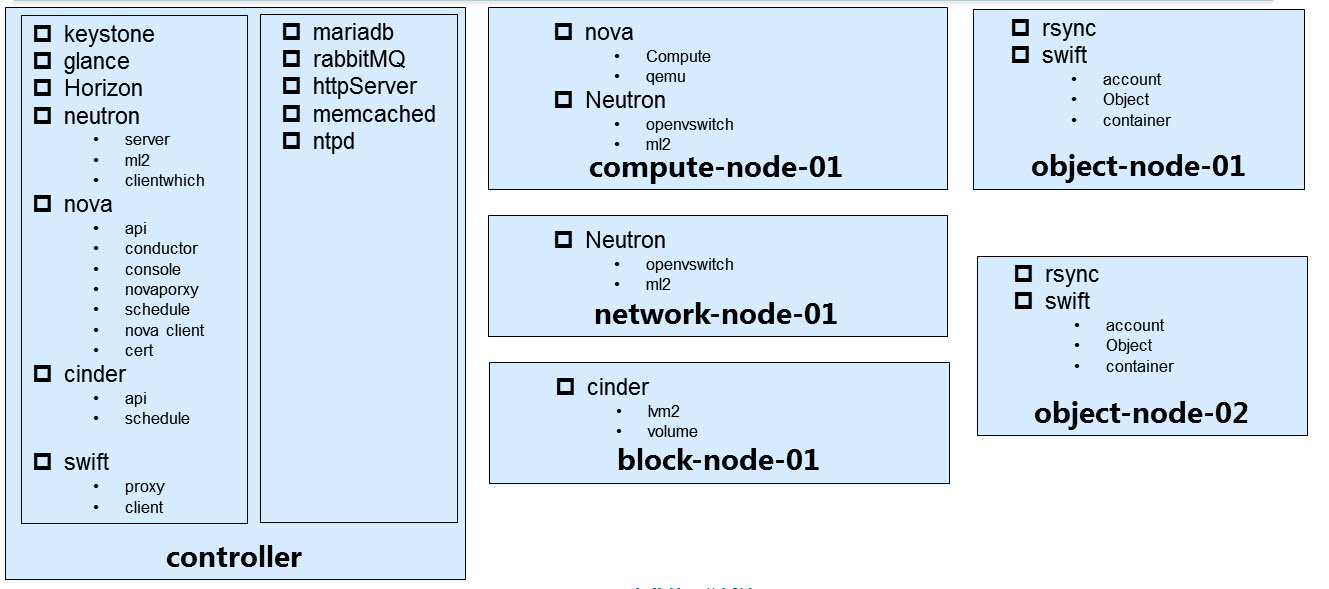 keystone
glance
Horizon
neutron
server
ml2
clientwhich
nova
api
conductor
console
novaporxy
schedule
nova client
cert
cinder
api
schedule
swift
proxy
client
mariadb
rabbitMQ
httpServer
memcached
ntpd
controller
nova
Compute
qemu
Neutron
openvswitch
ml2
compute-node-01
Neutron
openvswitch
ml2
network-node-01
cinder
lvm2
volume
block-node-01
rsync
swift
account
Object
container
object-node-01
rsync
swift
account
Object
container
object-node-02